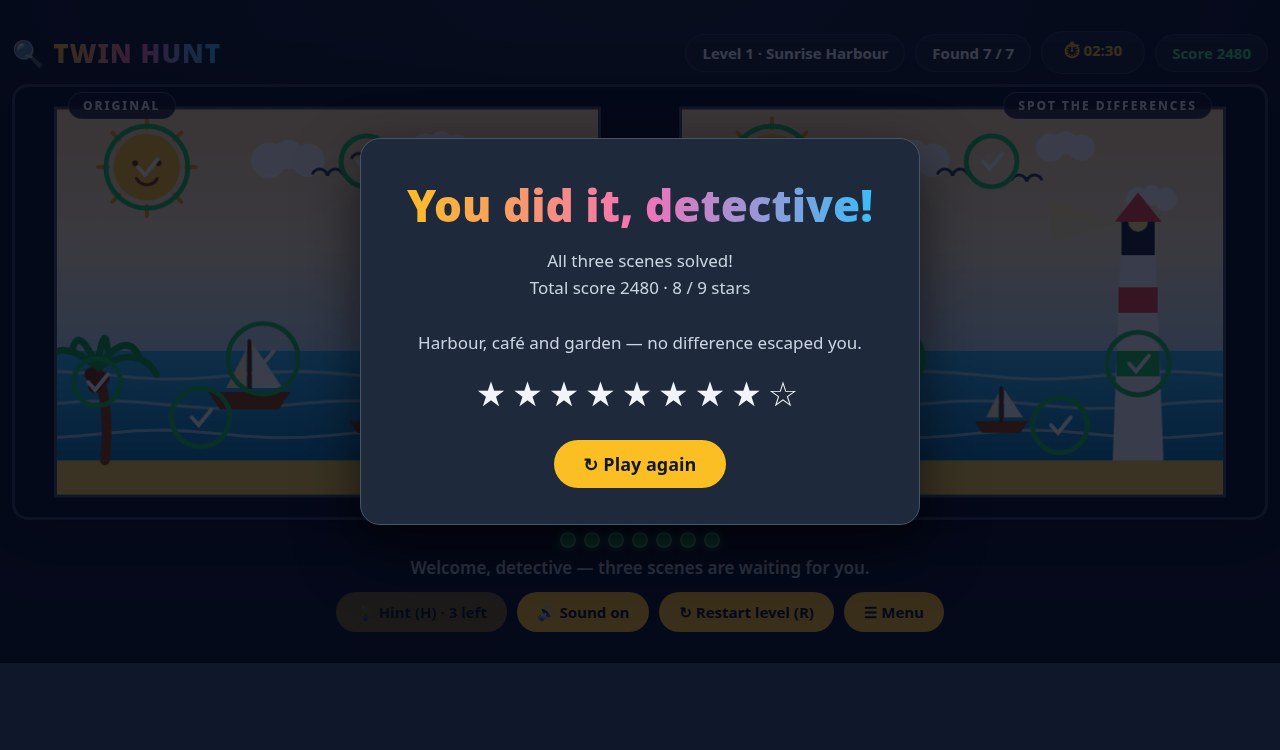 🔍 TWIN HUNT
Level 1 · Sunrise Harbour
Found 7 / 7
⏱ 02:30
Score 2480
ORIGINAL
SPOT THE DIFFERENCES
You did it, detective!
All three scenes solved!
Total score 2480 · 8 / 9 stars
Harbour, café and garden — no difference escaped you.
★★★★★★★★☆
↻ Play again
Welcome, detective — three scenes are waiting for you.
Hint (H) · 3 left
🔊 Sound on
↻ Restart level (R)
☰ Menu